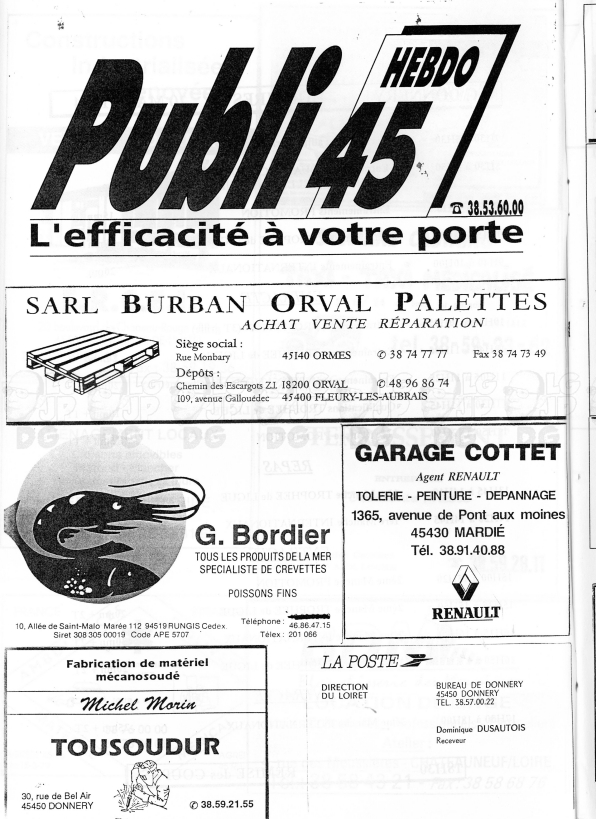 Publi 45 HEBDO
☎ 38.53.60.00
L'efficacité à votre porte
SARL BURBAN ORVAL PALETTES
ACHAT VENTE RÉPARATION
Siège social :
Rue Monbary 45140 ORMES ✆ 38 74 77 77 Fax 38 74 73 49
Dépôts :
Chemin des Escargots Z.I. 18200 ORVAL ✆ 48 96 86 74
109, avenue Gallouédec 45400 FLEURY-LES-AUBRAIS
G. Bordier
TOUS LES PRODUITS DE LA MER
SPECIALISTE DE CREVETTES
POISSONS FINS
10, Allée de Saint-Malo Marée 112 94519 RUNGIS Cedex
Siret 308 305 00019 Code APE 5707
Téléphone : 46.86.47.15
Télex : 201 066
GARAGE COTTET
Agent RENAULT
TOLERIE - PEINTURE - DEPANNAGE
1365, avenue de Pont aux moines
45430 MARDIÉ
Tél. 38.91.40.88
RENAULT
Fabrication de matériel
mécanosoudé
Michel Morin
TOUSOUDUR
30, rue de Bel Air
45450 DONNERY
✆ 38.59.21.55
LA POSTE
DIRECTION
DU LOIRET
BUREAU DE DONNERY
45450 DONNERY
TEL. 38.57.00.22
Dominique DUSAUTOIS
Receveur